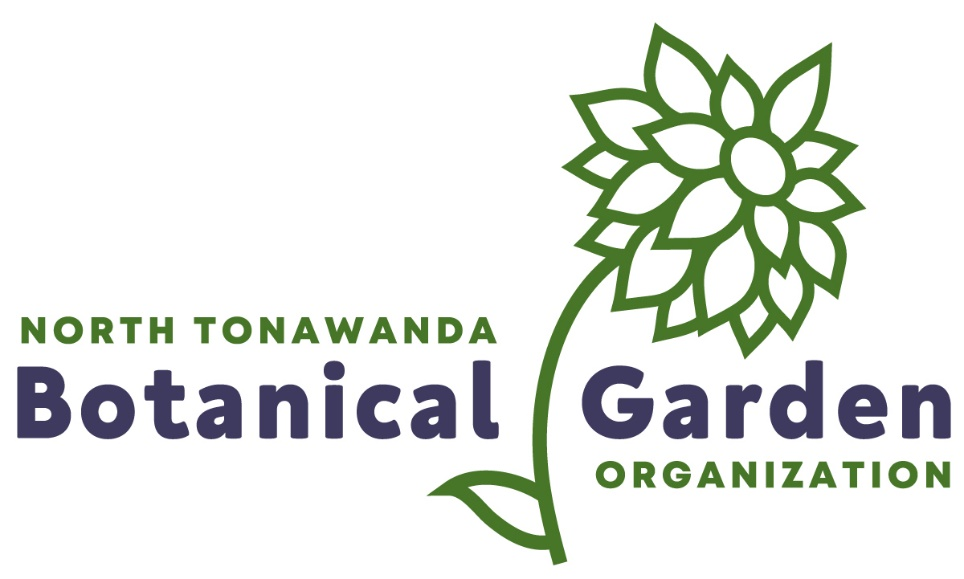 NORTH TONAWANDA
Botanical Garden
ORGANIZATION